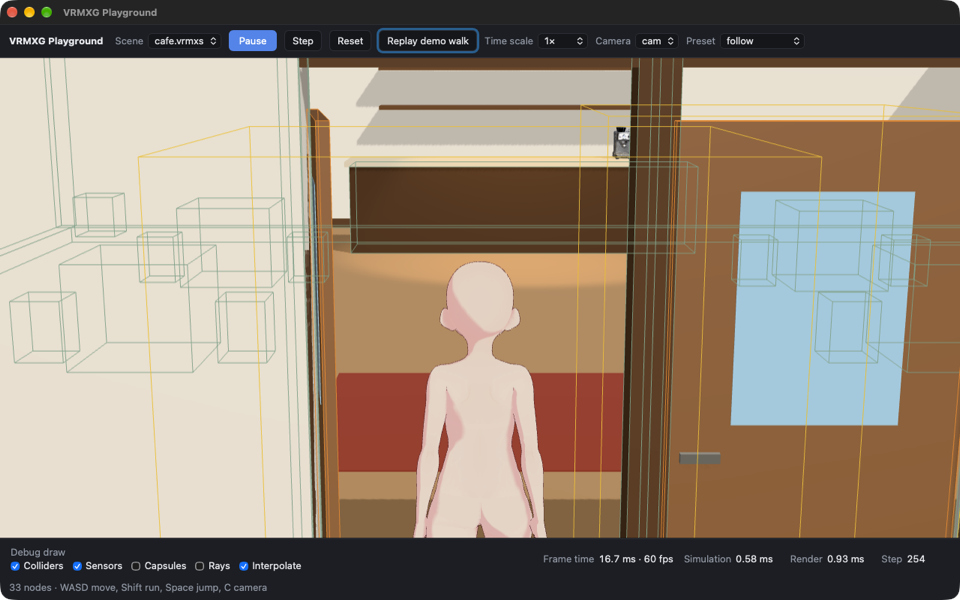 VRMXG Playground
VRMXG Playground Scene cafe.vrmxs Pause Step Reset Replay demo walk Time scale 1× Camera cam Preset follow
Debug draw
Colliders Sensors Capsules Rays Interpolate
Frame time 16.7 ms · 60 fps Simulation 0.58 ms Render 0.93 ms Step 254
33 nodes · WASD move, Shift run, Space jump, C camera